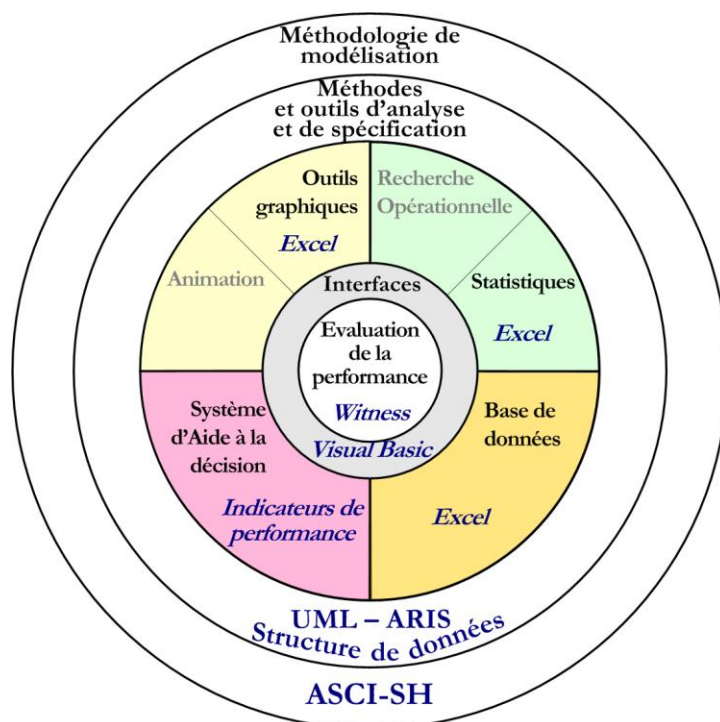 Méthodologie de
modélisation
Méthodes
et outils d'analyse
et de spécification
Outils
graphiques
Excel
Recherche
Opérationnelle
Animation
Statistiques
Excel
Interfaces
Evaluation
de la
performance
Witness
Visual Basic
Système
d'Aide à la
décision
Indicateurs de
performance
Base de
données
Excel
UML – ARIS
Structure de données
ASCI-SH